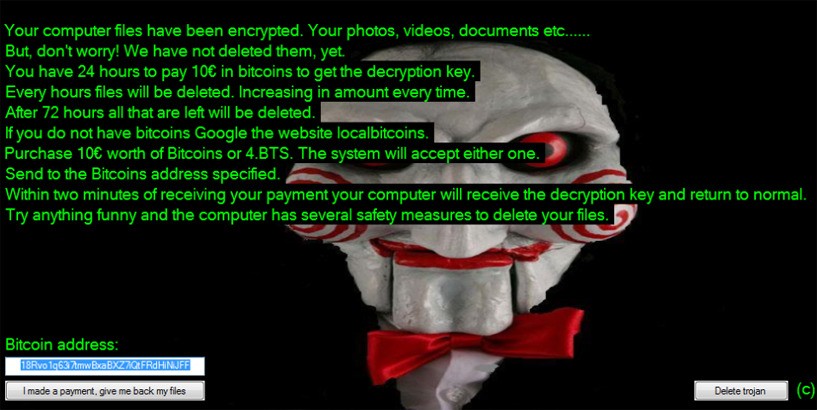 Your computer files have been encrypted. Your photos, videos, documents etc......
But, don't worry! We have not deleted them, yet.
You have 24 hours to pay 10€ in bitcoins to get the decryption key.
Every hours files will be deleted. Increasing in amount every time.
After 72 hours all that are left will be deleted.
If you do not have bitcoins Google the website localbitcoins.
Purchase 10€ worth of Bitcoins or 4.BTS. The system will accept either one.
Send to the Bitcoins address specified.
Within two minutes of receiving your payment your computer will receive the decryption key and return to normal.
Try anything funny and the computer has several safety measures to delete your files.
Bitcoin address:
I made a payment, give me back my files
Delete trojan
(c)